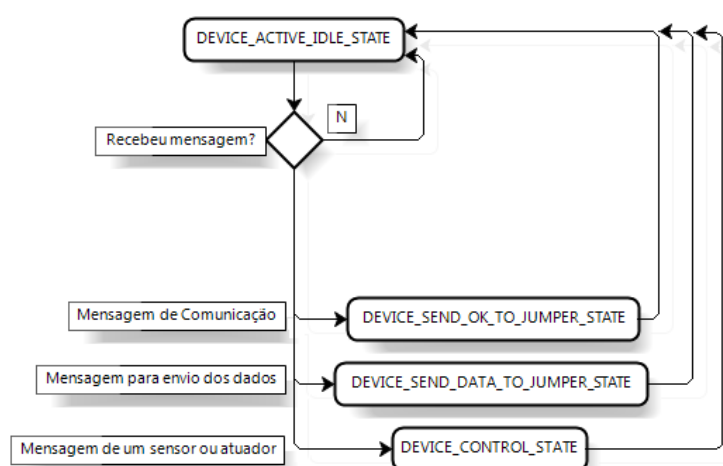 DEVICE_ACTIVE_IDLE_STATE
N
Recebeu mensagem?
Mensagem de Comunicação
DEVICE_SEND_OK_TO_JUMPER_STATE
Mensagem para envio dos dados
DEVICE_SEND_DATA_TO_JUMPER_STATE
Mensagem de um sensor ou atuador
DEVICE_CONTROL_STATE